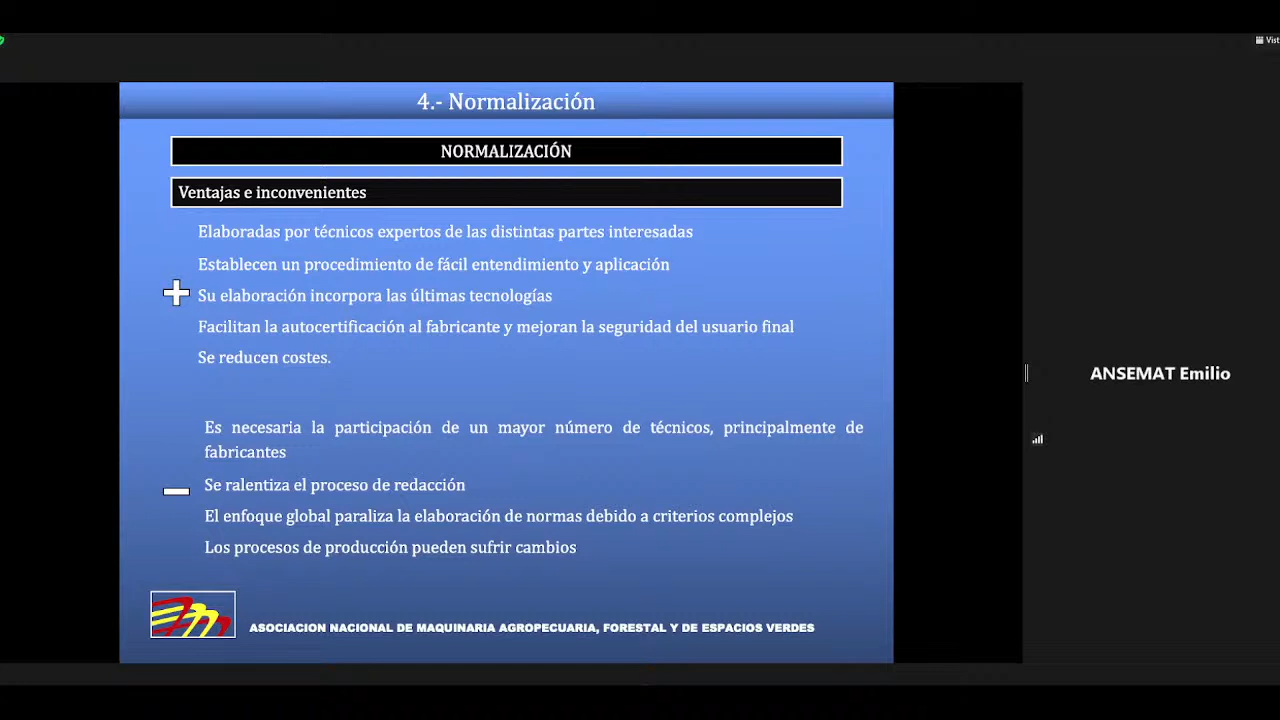 Vist
4.- Normalización
NORMALIZACIÓN
Ventajas e inconvenientes
Elaboradas por técnicos expertos de las distintas partes interesadas
Establecen un procedimiento de fácil entendimiento y aplicación
Su elaboración incorpora las últimas tecnologías
Facilitan la autocertificación al fabricante y mejoran la seguridad del usuario final
Se reducen costes.
ANSEMAT Emilio
Es necesaria la participación de un mayor número de técnicos, principalmente de
fabricantes
Se ralentiza el proceso de redacción
El enfoque global paraliza la elaboración de normas debido a criterios complejos
Los procesos de producción pueden sufrir cambios
ASOCIACION NACIONAL DE MAQUINARIA AGROPECUARIA, FORESTAL Y DE ESPACIOS VERDES